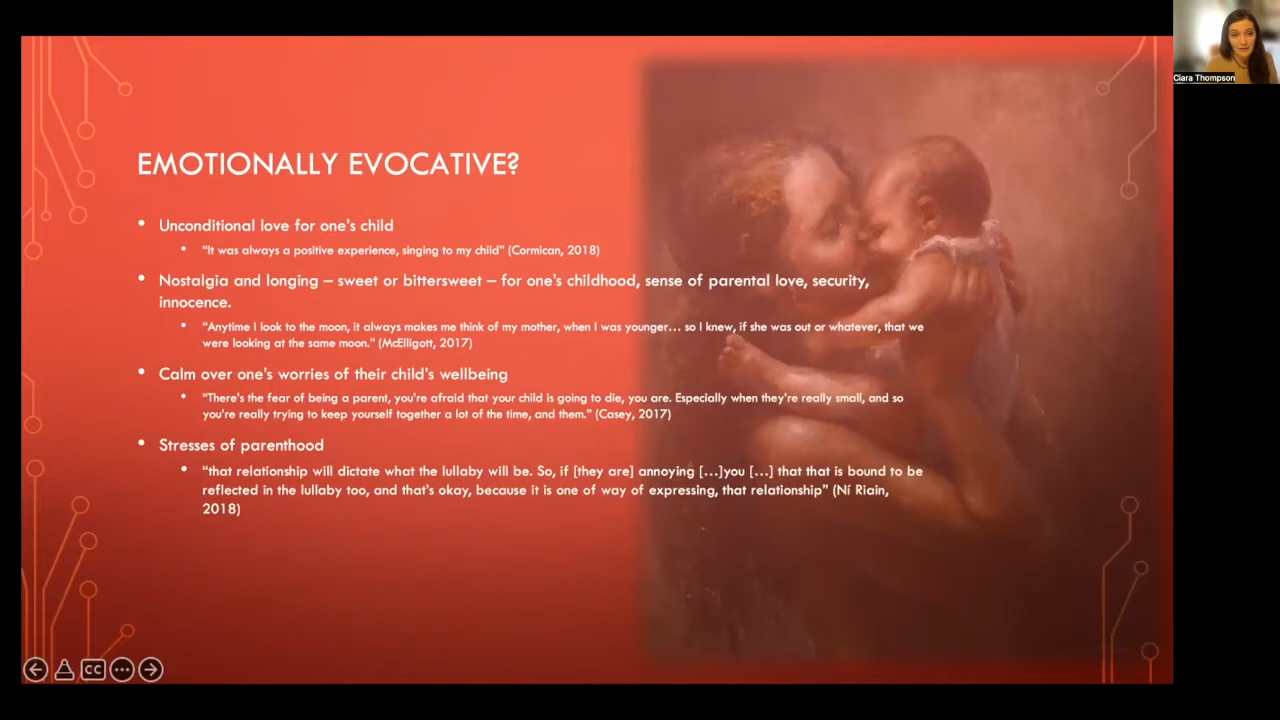 Ciara Thompson
EMOTIONALLY EVOCATIVE?
• Unconditional love for one's child
• "It was always a positive experience, singing to my child" (Cormican, 2018)
• Nostalgia and longing – sweet or bittersweet – for one's childhood, sense of parental love, security,
innocence.
• "Anytime I look to the moon, it always makes me think of my mother, when I was younger… so I knew, if she was out or whatever, that we
were looking at the same moon." (McElligott, 2017)
• Calm over one's worries of their child's wellbeing
• "There's the fear of being a parent, you're afraid that your child is going to die, you are. Especially when they're really small, and so
you're really trying to keep yourself together a lot of the time, and them." (Casey, 2017)
• Stresses of parenthood
• "that relationship will dictate what the lullaby will be. So, if [they are] annoying […]you […] that that is bound to be
reflected in the lullaby too, and that's okay, because it is one of way of expressing, that relationship" (Ní Riain,
2018)
CC